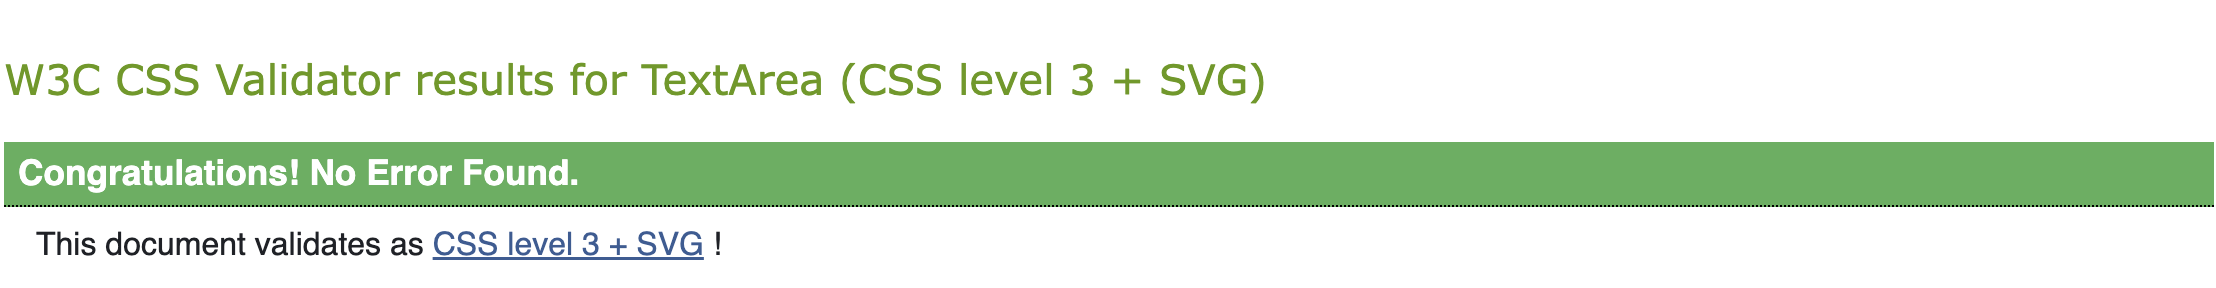 W3C CSS Validator results for TextArea (CSS level 3 + SVG)
Congratulations! No Error Found.
This document validates as CSS level 3 + SVG !